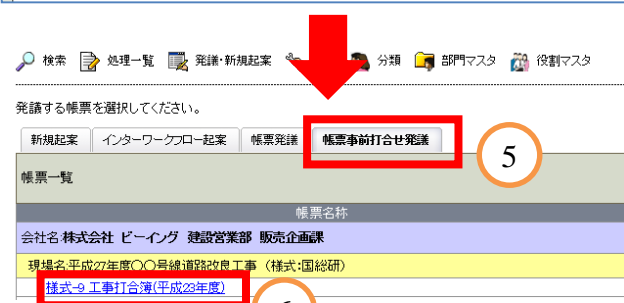 検索 処理一覧 発議・新規起案 分類 部門マスタ 役割マスタ
発議する帳票を選択してください。
新規起案 インターワークフロー起案 帳票発議 帳票事前打合せ発議
5
帳票一覧
帳票名称
会社名:株式会社 ビーイング 建設営業部 販売企画課
現場名:平成27年度〇〇号線道路改良工事 (様式:国総研)
様式-9 工事打合簿(平成23年度)